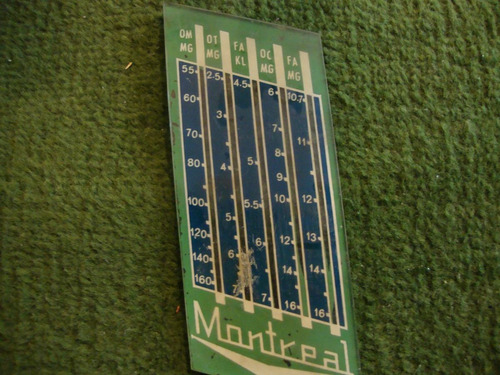 OM OT FA OC FA
MG MG KL MG MG
55 2.5 4.5 6 10.7
60 3 7 11
70 8
80 4 5 9 12
100 5.5 10
120 5 12 13
140 6 6 14 14
160 7 7 16 16
Montreal